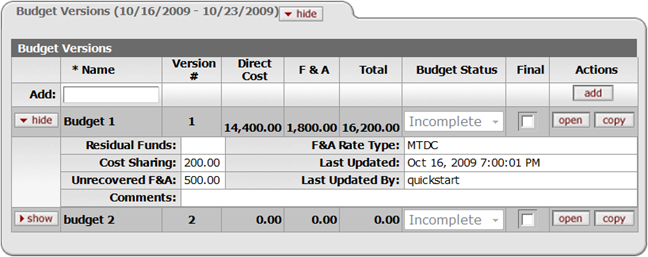 Budget Versions (10/16/2009 - 10/23/2009) hide
Budget Versions
* Name Version # Direct Cost F & A Total Budget Status Final Actions
Add: add
hide Budget 1 1 14,400.00 1,800.00 16,200.00 Incomplete open copy
Residual Funds: F&A Rate Type: MTDC
Cost Sharing: 200.00 Last Updated: Oct 16, 2009 7:00:01 PM
Unrecovered F&A: 500.00 Last Updated By: quickstart
Comments:
show budget 2 2 0.00 0.00 0.00 Incomplete open copy